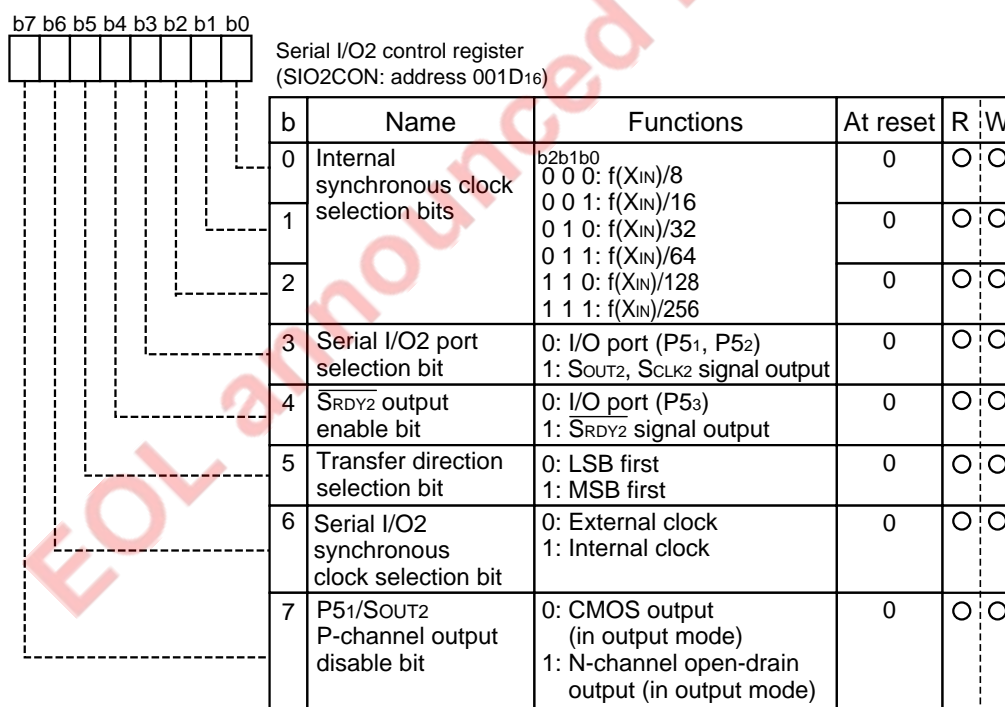 b7 b6 b5 b4 b3 b2 b1 b0
Serial I/O2 control register
(SIO2CON: address 001D16)
b Name Functions At reset R W
0 Internal synchronous clock selection bits
b2b1b0
0 0 0: f(XIN)/8
0 0 1: f(XIN)/16
0 1 0: f(XIN)/32
0 1 1: f(XIN)/64
1 1 0: f(XIN)/128
1 1 1: f(XIN)/256
0 O O
1 0 O O
2 0 O O
3 Serial I/O2 port selection bit
0: I/O port (P51, P52)
1: SOUT2, SCLK2 signal output
0 O O
4 SRDY2 output enable bit
0: I/O port (P53)
1: SRDY2 signal output
0 O O
5 Transfer direction selection bit
0: LSB first
1: MSB first
0 O O
6 Serial I/O2 synchronous clock selection bit
0: External clock
1: Internal clock
0 O O
7 P51/SOUT2 P-channel output disable bit
0: CMOS output
(in output mode)
1: N-channel open-drain
output (in output mode)
0 O O
EOL announced